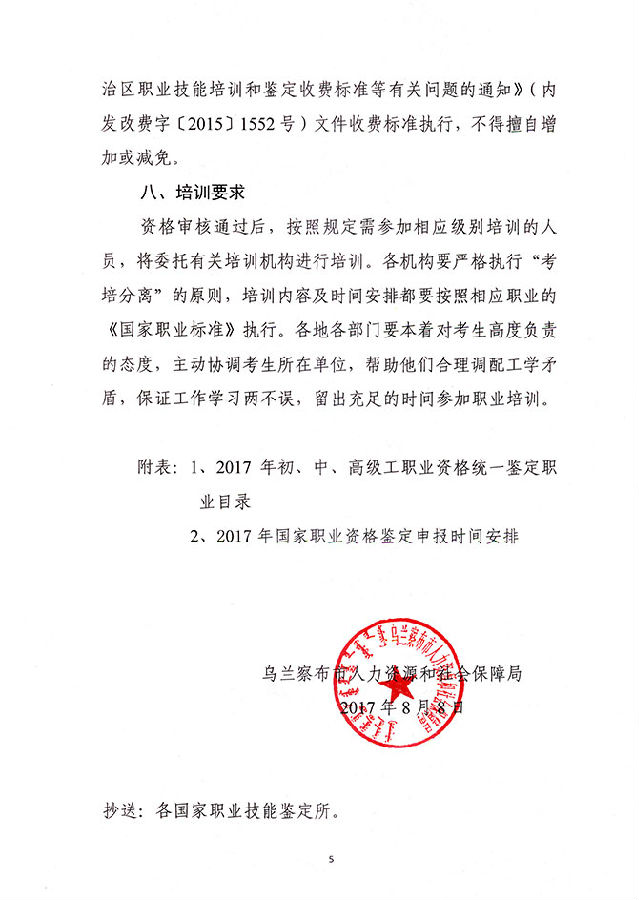 治区职业技能培训和鉴定收费标准等有关问题的通知》（内
发改费字〔2015〕1552号）文件收费标准执行，不得擅自增
加或减免。
八、培训要求
资格审核通过后，按照规定需参加相应级别培训的人
员，将委托有关培训机构进行培训。各机构要严格执行“考
培分离”的原则，培训内容及时间安排都要按照相应职业的
《国家职业标准》执行。各地各部门要本着对考生高度负责
的态度，主动协调考生所在单位，帮助他们合理调配工学矛
盾，保证工作学习两不误，留出充足的时间参加职业培训。
附表：1、2017年初、中、高级工职业资格统一鉴定职
业目录
2、2017年国家职业资格鉴定申报时间安排
乌兰察布市人力资源和社会保障局
2017年8月8日
抄送：各国家职业技能鉴定所。
5